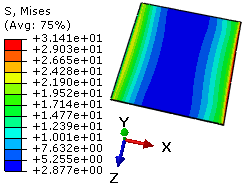 S, Mises
(Avg: 75%)
+3.141e+01
+2.903e+01
+2.665e+01
+2.428e+01
+2.190e+01
+1.952e+01
+1.714e+01
+1.477e+01
+1.239e+01
+1.001e+01
+7.632e+00
+5.255e+00
+2.877e+00
Y
X
Z